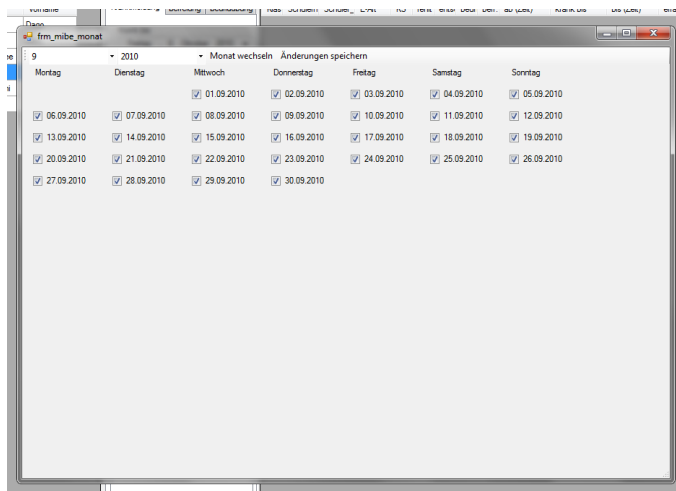 Vorname
krank bis
bis (Zeit)
Dago
frm_mibe_monat
9 2010 Monat wechseln Änderungen speichern
Montag Dienstag Mittwoch Donnerstag Freitag Samstag Sonntag
01.09.2010 02.09.2010 03.09.2010 04.09.2010 05.09.2010
06.09.2010 07.09.2010 08.09.2010 09.09.2010 10.09.2010 11.09.2010 12.09.2010
13.09.2010 14.09.2010 15.09.2010 16.09.2010 17.09.2010 18.09.2010 19.09.2010
20.09.2010 21.09.2010 22.09.2010 23.09.2010 24.09.2010 25.09.2010 26.09.2010
27.09.2010 28.09.2010 29.09.2010 30.09.2010